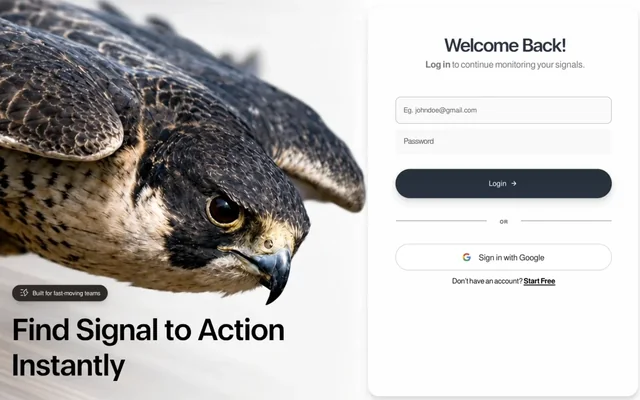 Built for fast-moving teams
Find Signal to Action
Instantly
Welcome Back!
Log in to continue monitoring your signals.
Eg. johndoe@gmail.com
Password
Login →
OR
Sign in with Google
Don't have an account? Start Free